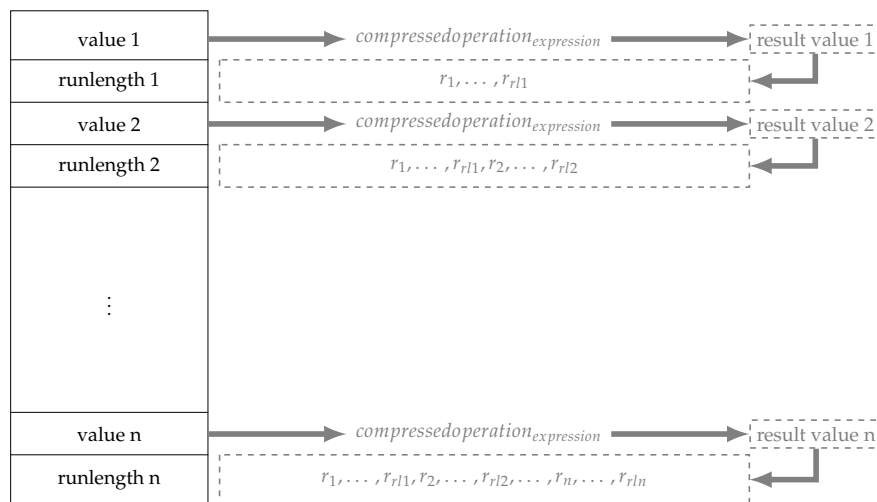 value 1 compressedoperation_expression result value 1
runlength 1 r_1, . . . , r_rl1
value 2 compressedoperation_expression result value 2
runlength 2 r_1, . . . , r_rl1, r_2, . . . , r_rl2
⋮
value n compressedoperation_expression result value n
runlength n r_1, . . . , r_rl1, r_2, . . . , r_rl2, . . . , r_n, . . . , r_rln